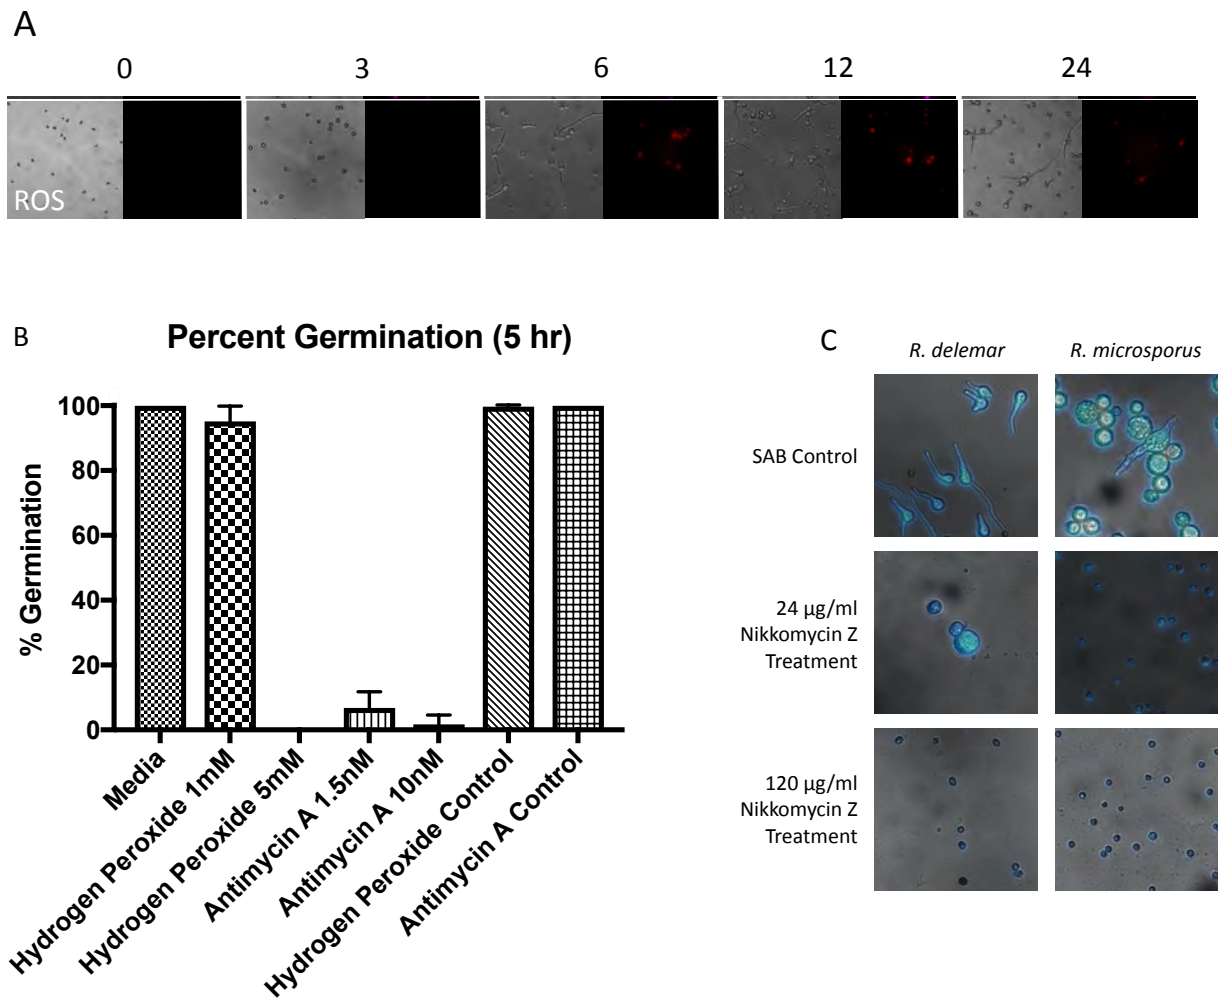 A
0 3 6 12 24
ROS
B
Percent Germination (5 hr)
% Germination
100
80
60
40
20
0
Media
Hydrogen Peroxide 1mM
Hydrogen Peroxide 5mM
Antimycin A 1.5nM
Antimycin A 10nM
Hydrogen Peroxide Control
Antimycin A Control
C
R. delemar R. microsporus
SAB Control
24 µg/ml
Nikkomycin Z
Treatment
120 µg/ml
Nikkomycin Z
Treatment